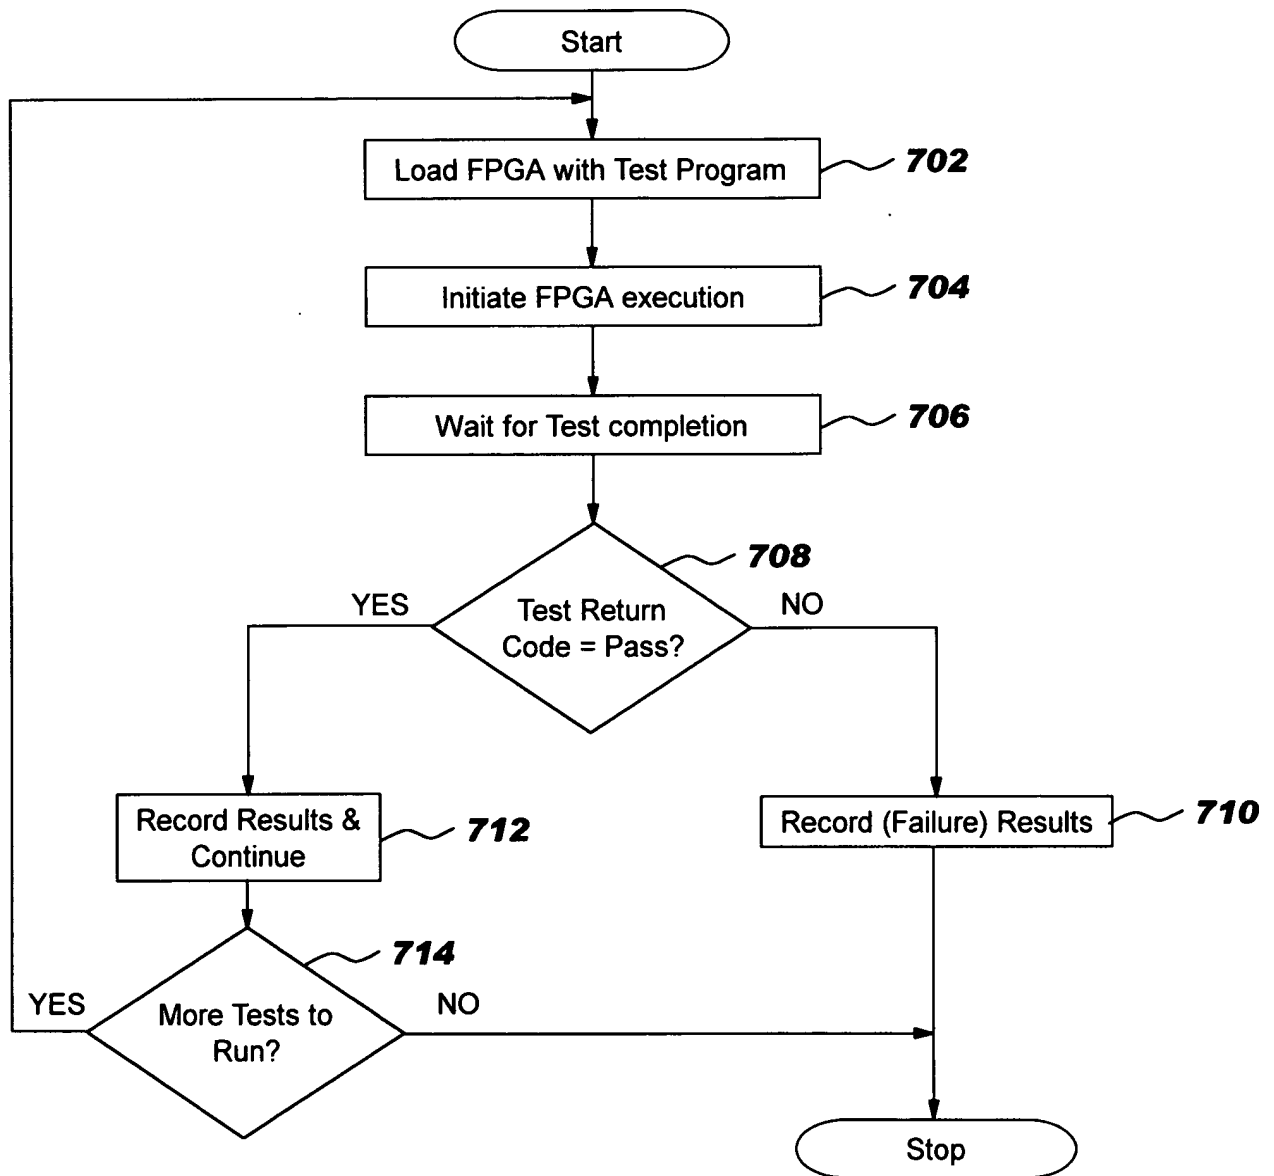 Start
Load FPGA with Test Program
702
Initiate FPGA execution
704
Wait for Test completion
706
708
YES
Test Return
Code = Pass?
NO
Record Results &
Continue
712
Record (Failure) Results
710
714
YES
More Tests to
Run?
NO
Stop